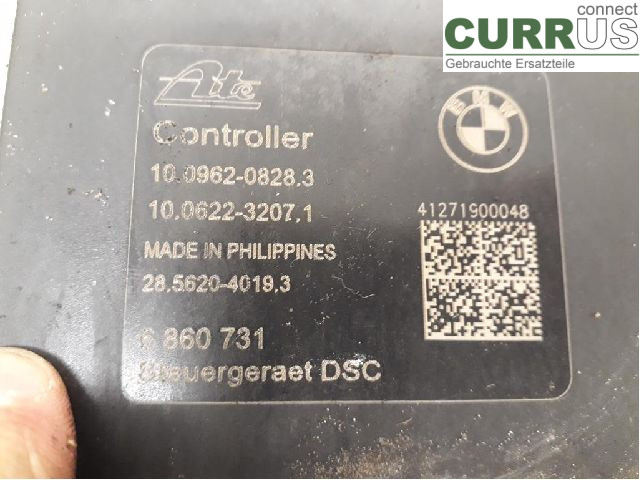 connect
CURRUS
Gebrauchte Ersatzteile
Ate
BMW
Controller
10.0962-0828.3
10.0622-3207.1
41271900048
MADE IN PHILIPPINES
28.5620-4019.3
6 860 731
Steuergeraet DSC